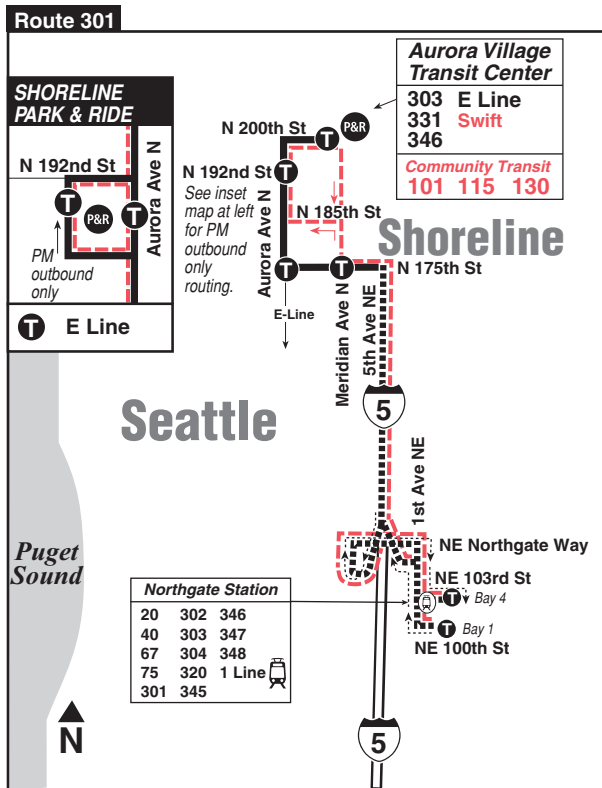 Route 301
SHORELINE
PARK & RIDE
N 192nd St
T
P&R
T
Aurora Ave N
PM
outbound
only
T E Line
Aurora Village
Transit Center
303 E Line
331 Swift
346
Community Transit
101 115 130
N 200th St
T
P&R
N 192nd St
T
See inset
map at left
for PM
outbound
only
routing.
Aurora Ave N
N 185th St
Shoreline
T
T
N 175th St
E-Line
Meridian Ave N
5th Ave NE
5
Seattle
1st Ave NE
NE Northgate Way
NE 103rd St
T
Bay 4
T
Bay 1
NE 100th St
Puget
Sound
Northgate Station
20 302 346
40 303 347
67 304 348
75 320 1 Line
301 345
N
5